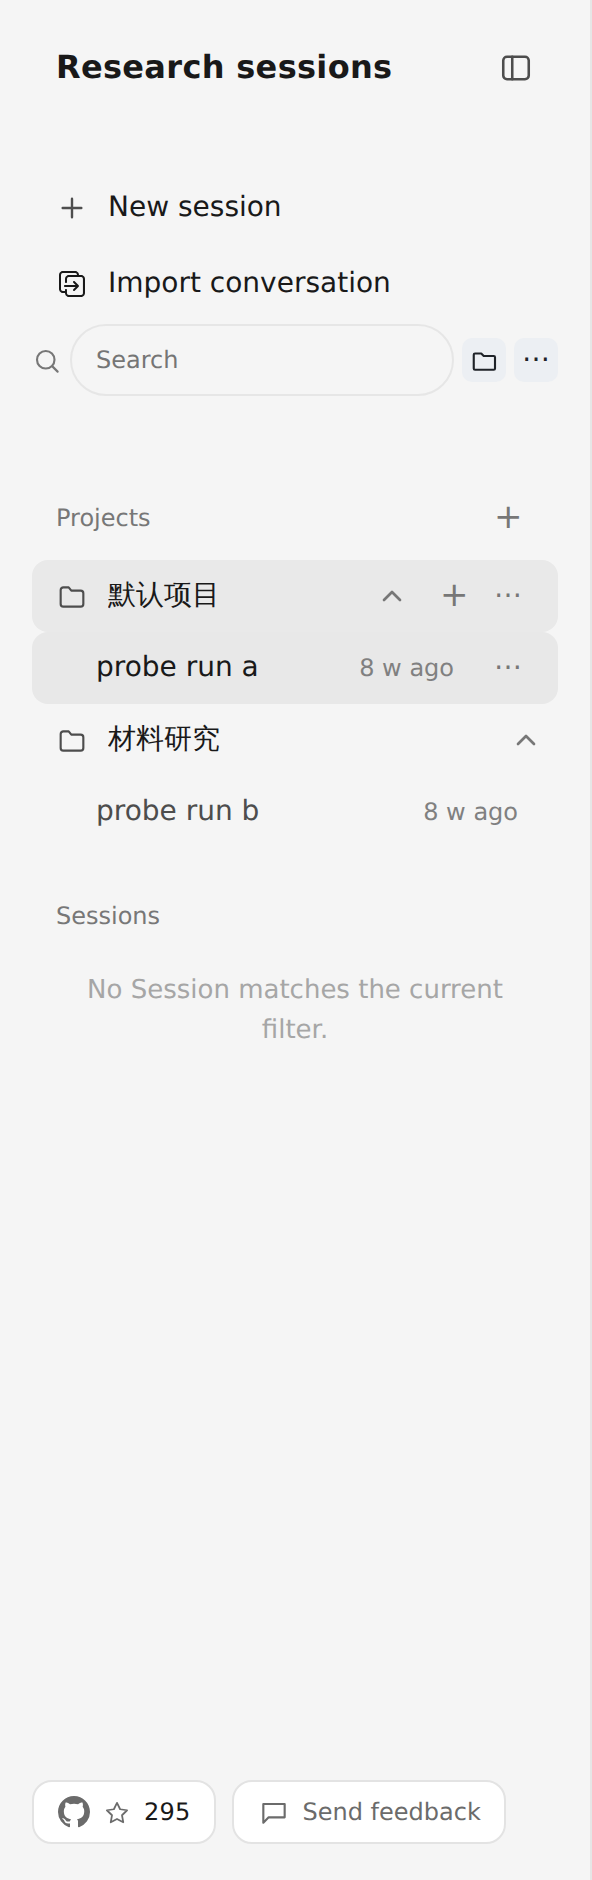 Research sessions
New session
Import conversation
Search
Projects
默认项目
probe run a 8 w ago
材料研究
probe run b 8 w ago
Sessions
No Session matches the current
filter.
295 Send feedback